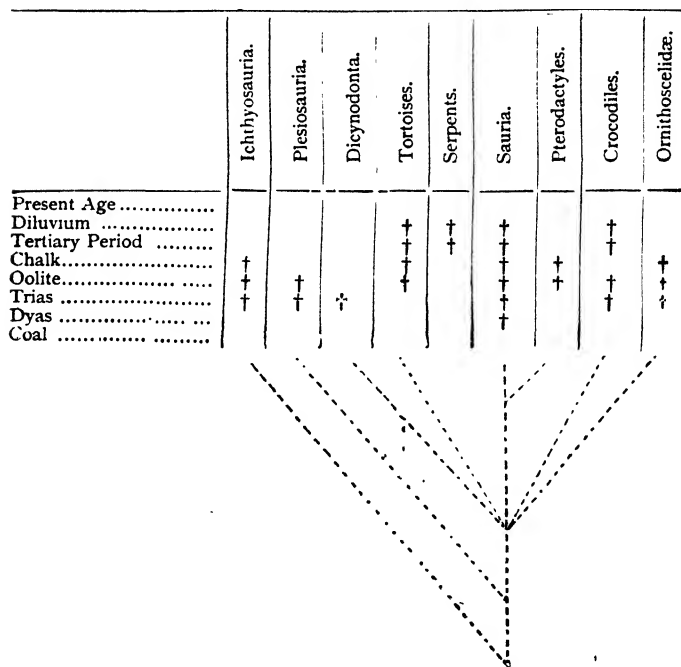 Ichthyosauria.
Plesiosauria.
Dicynodonta.
Tortoises.
Serpents.
Sauria.
Pterodactyles.
Crocodiles.
Ornithoscelidæ.
Present Age
Diluvium
Tertiary Period
Chalk
Oolite
Trias
Dyas
Coal